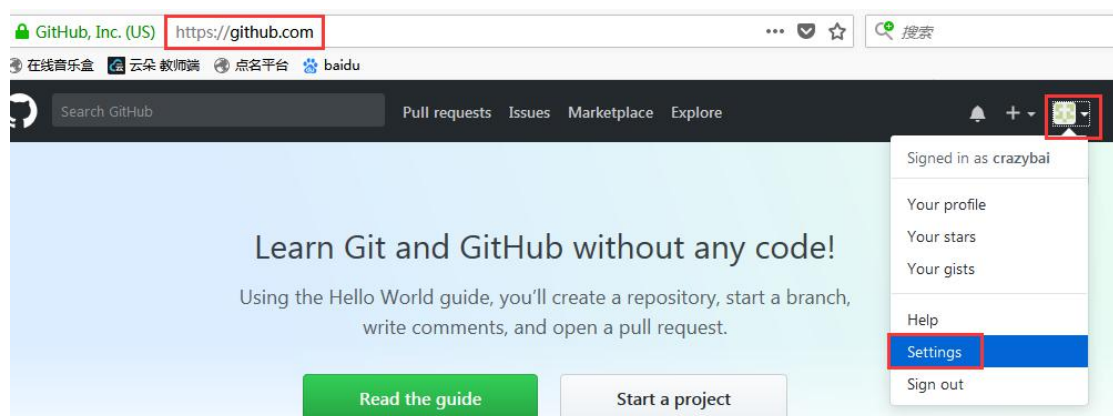 GitHub, Inc. (US) https://github.com ••• 搜索
在线音乐盒 云朵 教师端 点名平台 baidu
Search GitHub Pull requests Issues Marketplace Explore
Signed in as crazybai
Your profile
Your stars
Your gists
Help
Settings
Sign out
Learn Git and GitHub without any code!
Using the Hello World guide, you'll create a repository, start a branch,
write comments, and open a pull request.
Read the guide Start a project